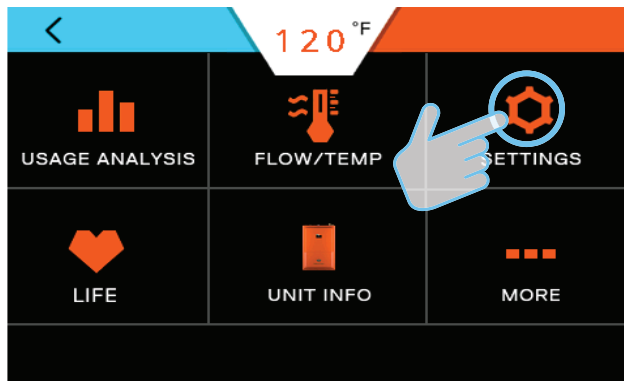 120 °F
USAGE ANALYSIS
FLOW/TEMP
SETTINGS
LIFE
UNIT INFO
MORE